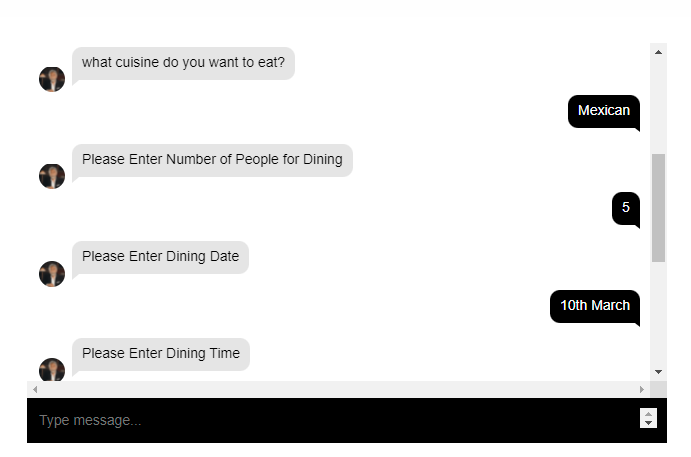 what cuisine do you want to eat?
Mexican
Please Enter Number of People for Dining
5
Please Enter Dining Date
10th March
Please Enter Dining Time
Type message...